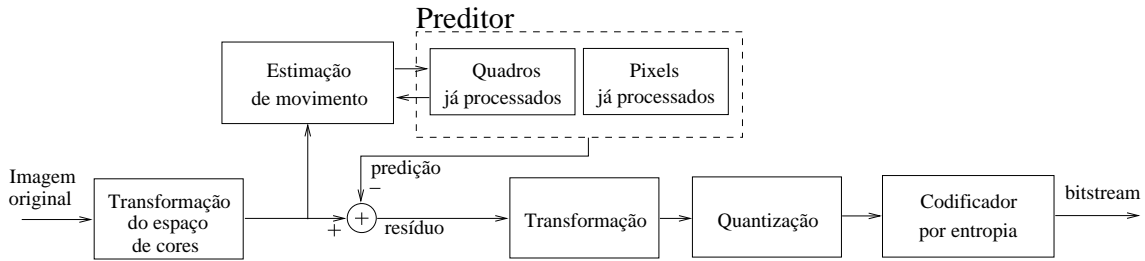 Preditor
Estimação
de movimento
Quadros
já processados
Pixels
já processados
predição
−
Imagem
original
Transformação
do espaço
de cores
+
+
resíduo
Transformação
Quantização
Codificador
por entropia
bitstream